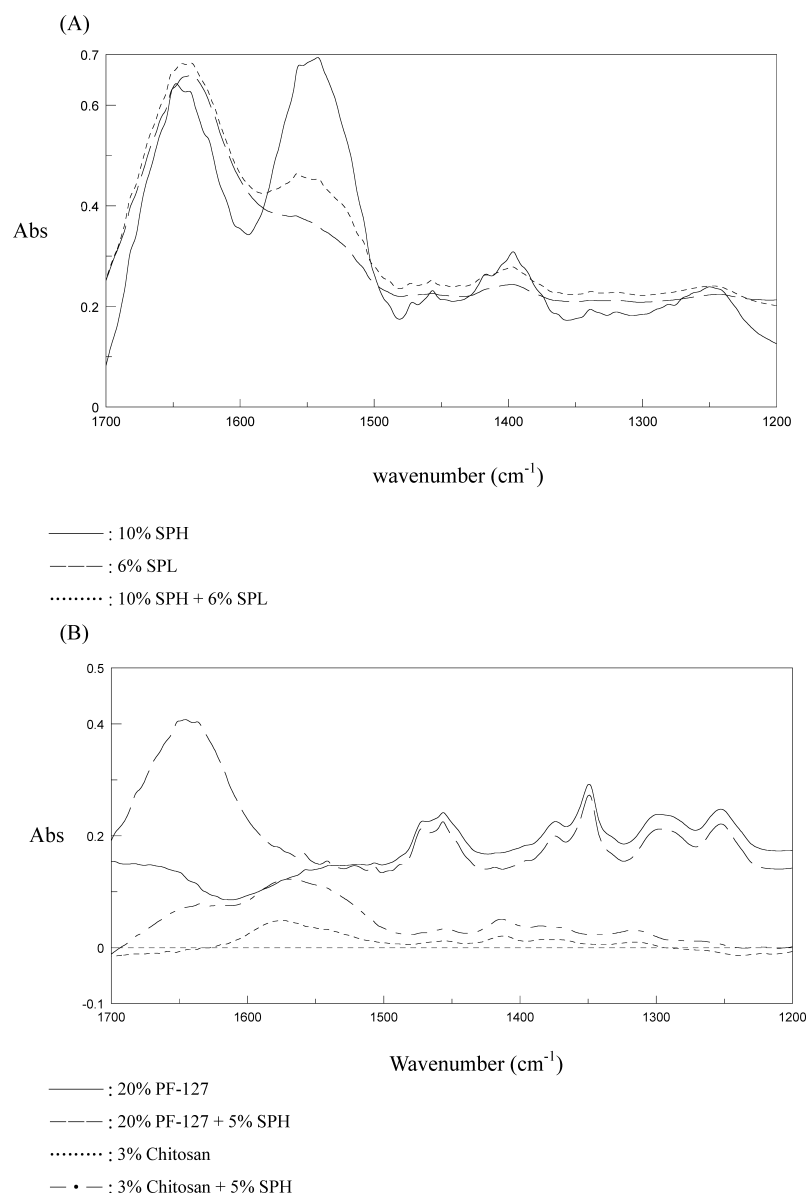 (A)
0.7
0.6
0.4
Abs
0.2
0
1700 1600 1500 1400 1300 1200
wavenumber (cm⁻¹)
: 10% SPH
: 6% SPL
: 10% SPH + 6% SPL
(B)
0.5
0.4
Abs
0.2
0
-0.1
1700 1600 1500 1400 1300 1200
Wavenumber (cm⁻¹)
: 20% PF-127
: 20% PF-127 + 5% SPH
: 3% Chitosan
: 3% Chitosan + 5% SPH